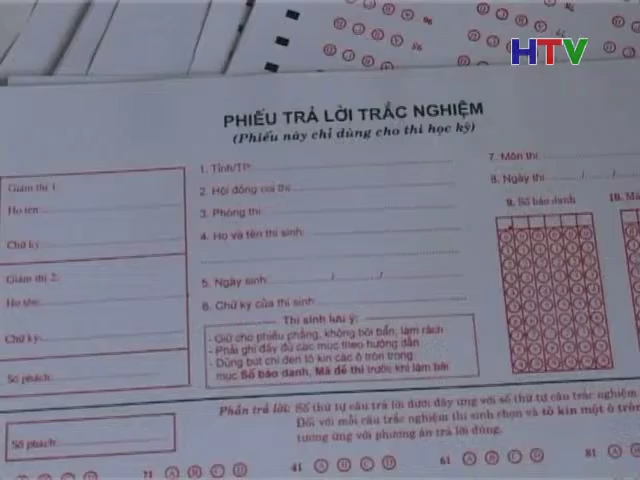 HTV
PHIẾU TRẢ LỜI TRẮC NGHIỆM
(Phiếu này chỉ dùng cho thi học kỳ)
Giám thị 1
Họ tên:
Chữ ký
Giám thị 2:
Họ tên:
Chữ ký:
Số phách:
1. Tỉnh/TP:
2. Hội đồng coi thi
3. Phòng thi:
4. Họ và tên thí sinh:
5. Ngày sinh: / /
6. Chữ ký của thí sinh:
Thí sinh lưu ý:
- Giữ cho phiếu phẳng, không bôi bẩn, làm rách
- Phải ghi đầy đủ các mục theo hướng dẫn
- Dùng bút chì đen tô kín các ô tròn trong
mục Số báo danh, Mã đề thi trước khi làm bài
7. Môn thi
8. Ngày thi / /
9. Số báo danh
10. Mã
Số phách:
Phần trả lời: Số thứ tự câu trả lời dưới đây ứng với số thứ tự câu trắc nghiệm
Đối với mỗi câu trắc nghiệm thí sinh chọn và tô kín một ô tròn
tương ứng với phương án trả lời đúng.
21 A B C D
41 A B C D
61 A B C D
81 A B